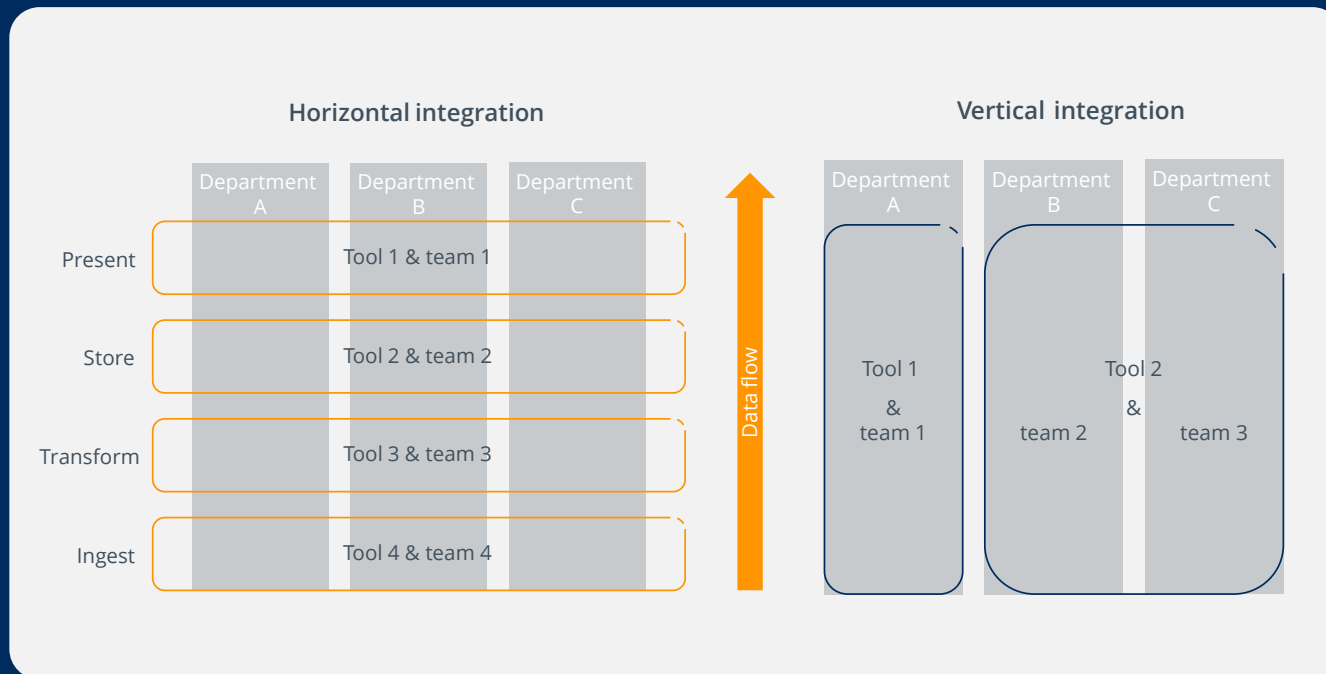 Horizontal integration
Department
A
Department
B
Department
C
Present
Tool 1 & team 1
Store
Tool 2 & team 2
Transform
Tool 3 & team 3
Ingest
Tool 4 & team 4
Data flow
Vertical integration
Department
A
Department
B
Department
C
Tool 1
&
team 1
Tool 2
&
team 2
team 3